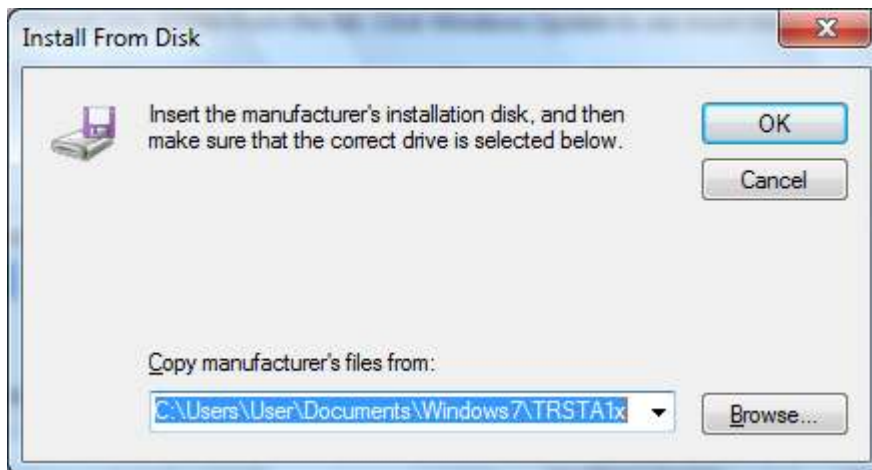 Install From Disk
Insert the manufacturer's installation disk, and then
make sure that the correct drive is selected below.
OK
Cancel
Copy manufacturer's files from:
C:\Users\User\Documents\Windows7\TRSTA1x
Browse...